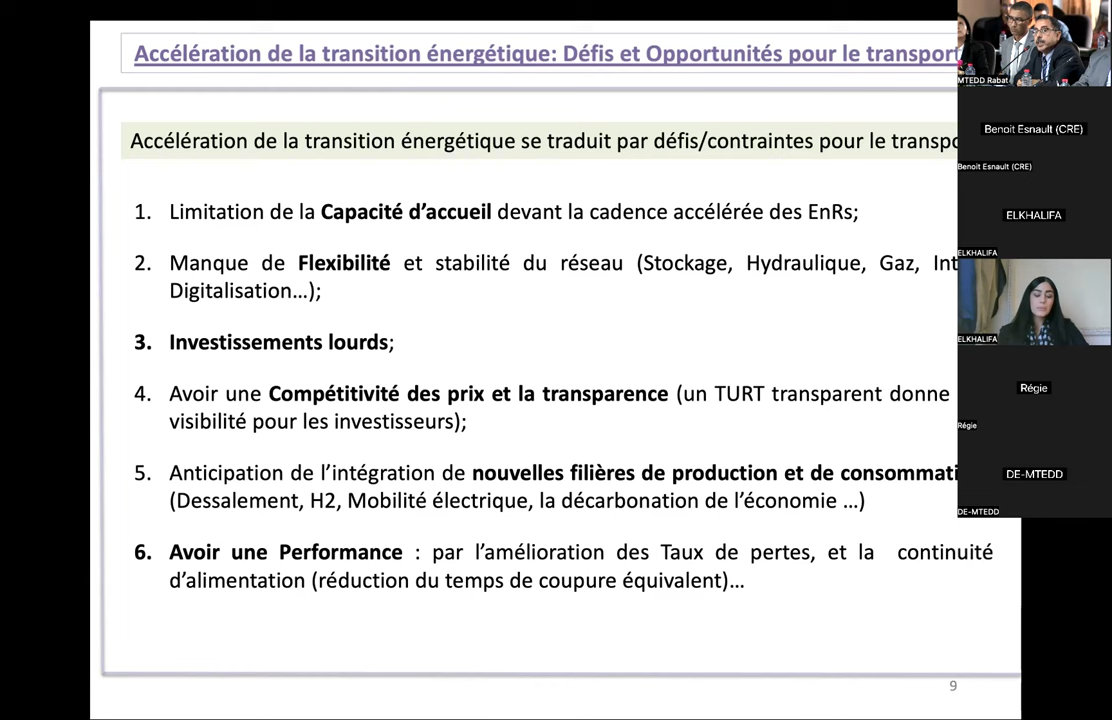 Accélération de la transition énergétique: Défis et Opportunités pour le transport
Accélération de la transition énergétique se traduit par défis/contraintes pour le transpo
1. Limitation de la Capacité d'accueil devant la cadence accélérée des EnRs;
2. Manque de Flexibilité et stabilité du réseau (Stockage, Hydraulique, Gaz, Int
Digitalisation...);
3. Investissements lourds;
4. Avoir une Compétitivité des prix et la transparence (un TURT transparent donne
visibilité pour les investisseurs);
5. Anticipation de l'intégration de nouvelles filières de production et de consommati
(Dessalement, H2, Mobilité électrique, la décarbonation de l'économie ...)
6. Avoir une Performance : par l'amélioration des Taux de pertes, et la continuité
d'alimentation (réduction du temps de coupure équivalent)...
9
MTEDD Rabat
Benoit Esnault (CRE)
Benoit Esnault (CRE)
ELKHALIFA
ELKHALIFA
ELKHALIFA
Régie
Régie
DE-MTEDD
DE-MTEDD